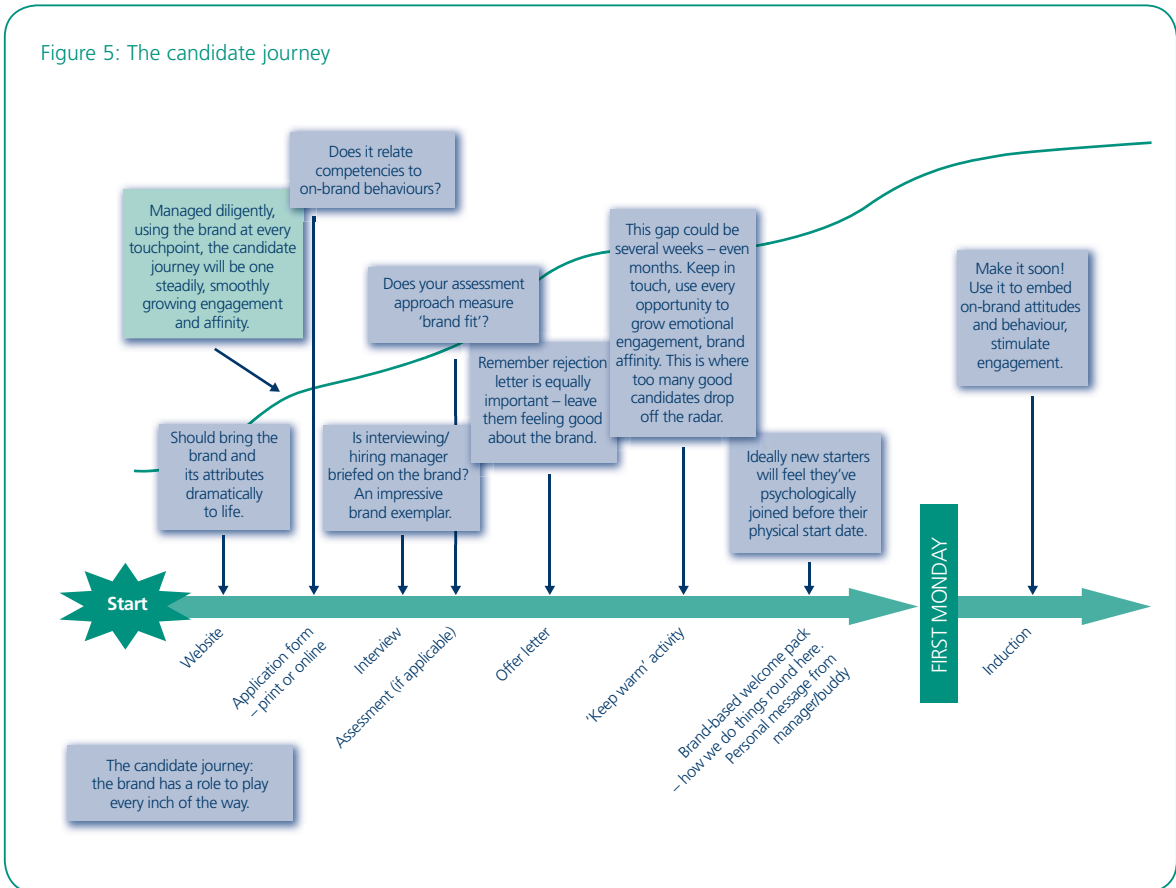 Figure 5: The candidate journey
Does it relate
competencies to
on-brand behaviours?
Managed diligently,
using the brand at every
touchpoint, the candidate
journey will be one
steadily, smoothly
growing engagement
and affinity.
Does your assessment
approach measure
‘brand fit’?
This gap could be
several weeks – even
months. Keep in
touch, use every
opportunity to
grow emotional
engagement, brand
affinity. This is where
too many good
candidates drop
off the radar.
Make it soon!
Use it to embed
on-brand attitudes
and behaviour,
stimulate
engagement.
Remember rejection
letter is equally
important – leave
them feeling good
about the brand.
Should bring the
brand and
its attributes
dramatically
to life.
Is interviewing/
hiring manager
briefed on the brand?
An impressive
brand exemplar.
Ideally new starters
will feel they’ve
psychologically
joined before their
physical start date.
Start
FIRST MONDAY
Website
Application form
– print or online
Interview
Assessment (if applicable)
Offer letter
‘Keep warm’ activity
Brand-based welcome pack
– how we do things round here.
Personal message from
manager/buddy
Induction
The candidate journey:
the brand has a role to play
every inch of the way.